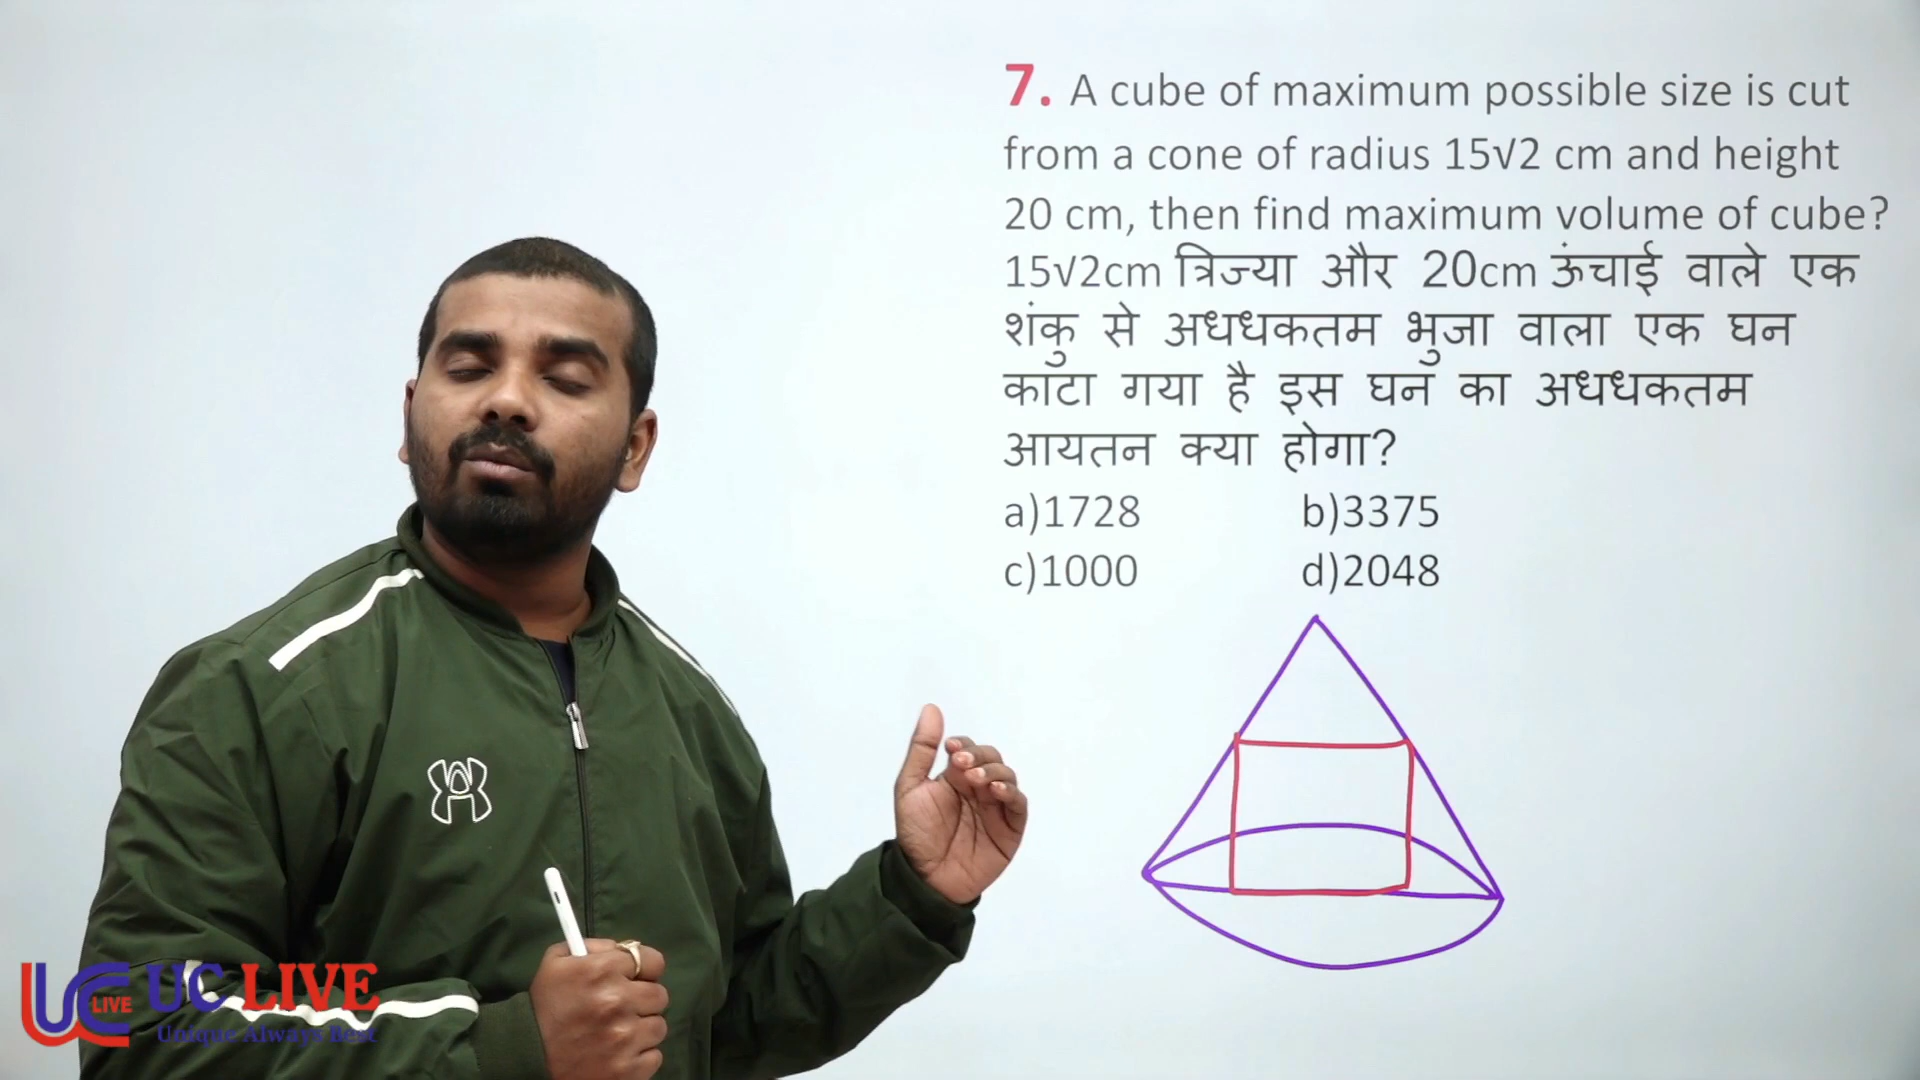 7. A cube of maximum possible size is cut
from a cone of radius 15√2 cm and height
20 cm, then find maximum volume of cube?
15√2cm त्रिज्या और 20cm ऊंचाई वाले एक
शंकु से अधधकतम भुजा वाला एक घन
काटा गया है इस घन का अधधकतम
आयतन क्या होगा?
a)1728 b)3375
c)1000 d)2048
UC LIVE UC LIVE
Unique Always Best